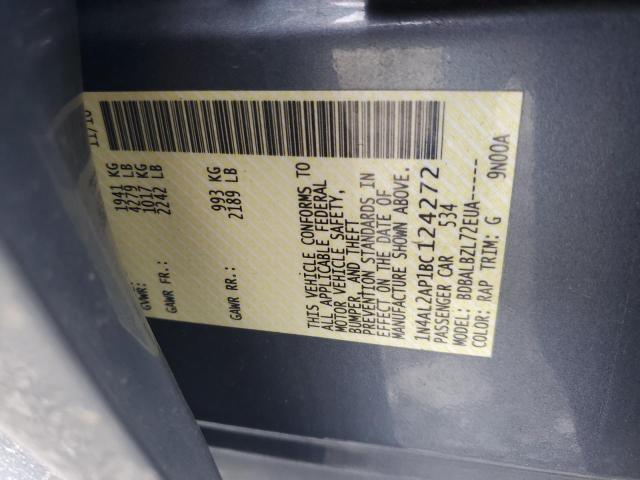 11/10
GVWR: 1941 KG
4279 LB
GAWR FR.: 1017 KG
2242 LB
GAWR RR.: 993 KG
2189 LB
THIS VEHICLE CONFORMS TO
ALL APPLICABLE FEDERAL
MOTOR VEHICLE SAFETY,
BUMPER, AND THEFT
PREVENTION STANDARDS IN
EFFECT ON THE DATE OF
MANUFACTURE SHOWN ABOVE.
1N4AL2AP1BC124272
PASSENGER CAR 534
MODEL: BDBALBZL72EUA-----
COLOR: RAP TRIM: G 9N00A